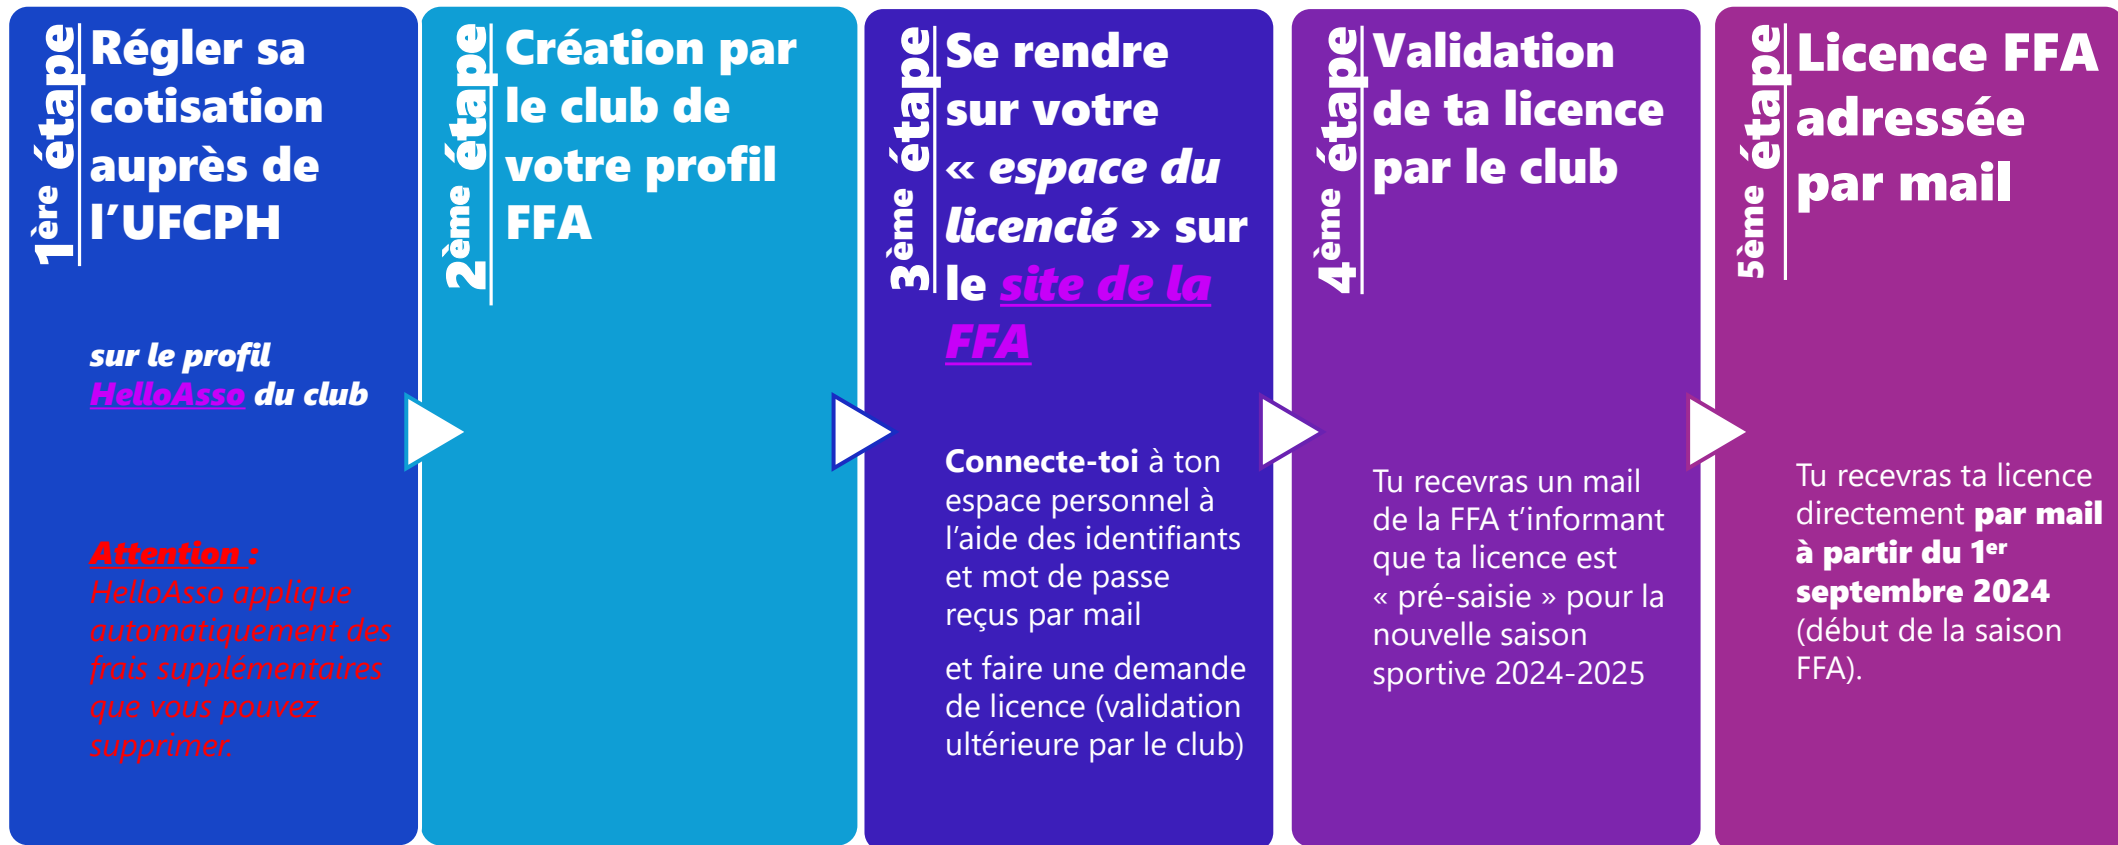 1ère étape
Régler sa
cotisation
auprès de
l’UFCPH
sur le profil
HelloAsso du club
Attention :
HelloAsso applique
automatiquement des
frais supplémentaires
que vous pouvez
supprimer.
2ème étape
Création par
le club de
votre profil
FFA
3ème étape
Se rendre
sur votre
« espace du
licencié » sur
le site de la
FFA
Connecte-toi à ton
espace personnel à
l’aide des identifiants
et mot de passe
reçus par mail
et faire une demande
de licence (validation
ultérieure par le club)
4ème étape
Validation
de ta licence
par le club
Tu recevras un mail
de la FFA t’informant
que ta licence est
« pré-saisie » pour la
nouvelle saison
sportive 2024-2025
5ème étape
Licence FFA
adressée
par mail
Tu recevras ta licence
directement par mail
à partir du 1er
septembre 2024
(début de la saison
FFA).